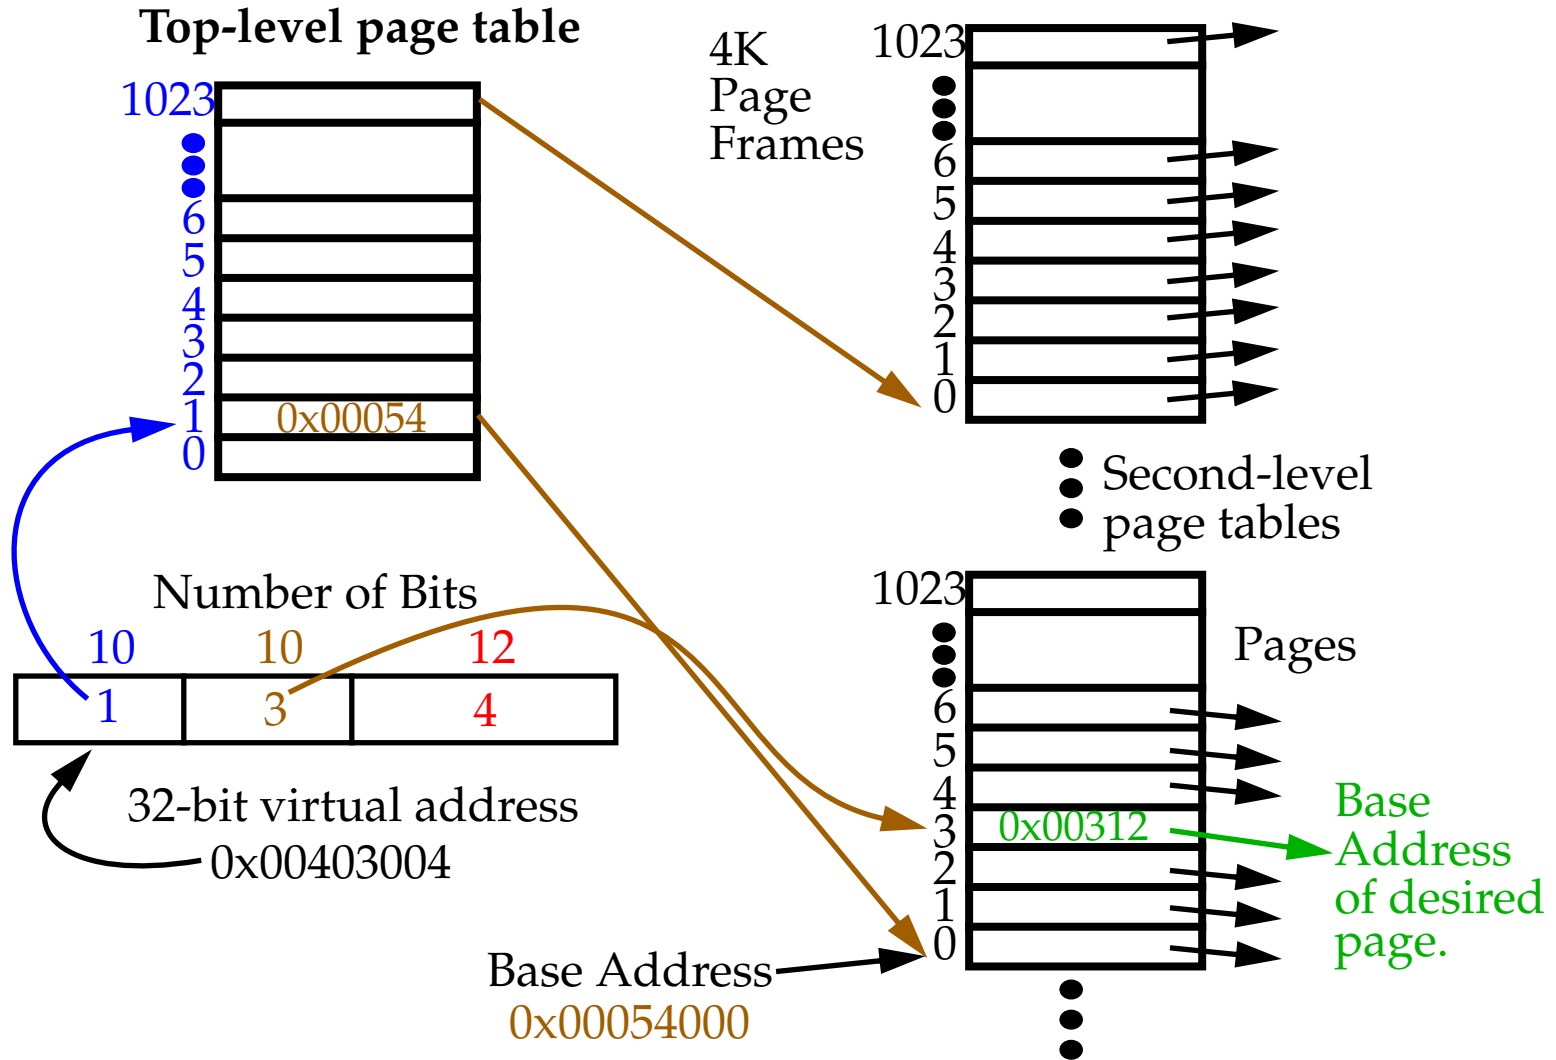 Top-level page table
1023
6
5
4
3
2
1
0
0x00054
4K
Page
Frames
1023
6
5
4
3
2
1
0
Second-level
page tables
Number of Bits
10
10
12
1
3
4
32-bit virtual address
0x00403004
1023
6
5
4
3
2
1
0
0x00312
Pages
Base
Address
of desired
page.
Base Address
0x00054000